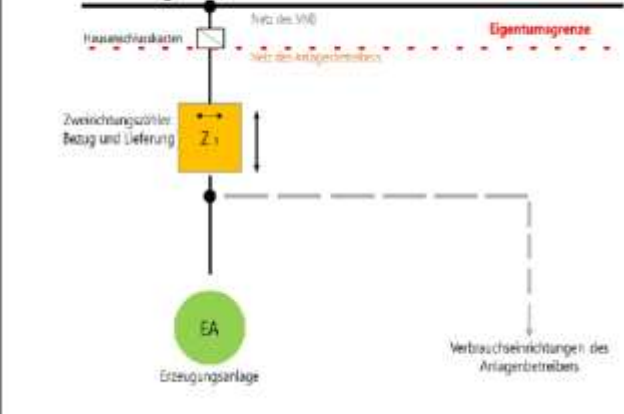 Netz des VNB
Eigentumsgrenze
Hausanschlusskasten
Netz des Anlagenbetreibers
Zweirichtungszähler
Bezug und Lieferung
Z 1
EA
Erzeugungsanlage
Verbrauchseinrichtungen des
Anlagenbetreibers